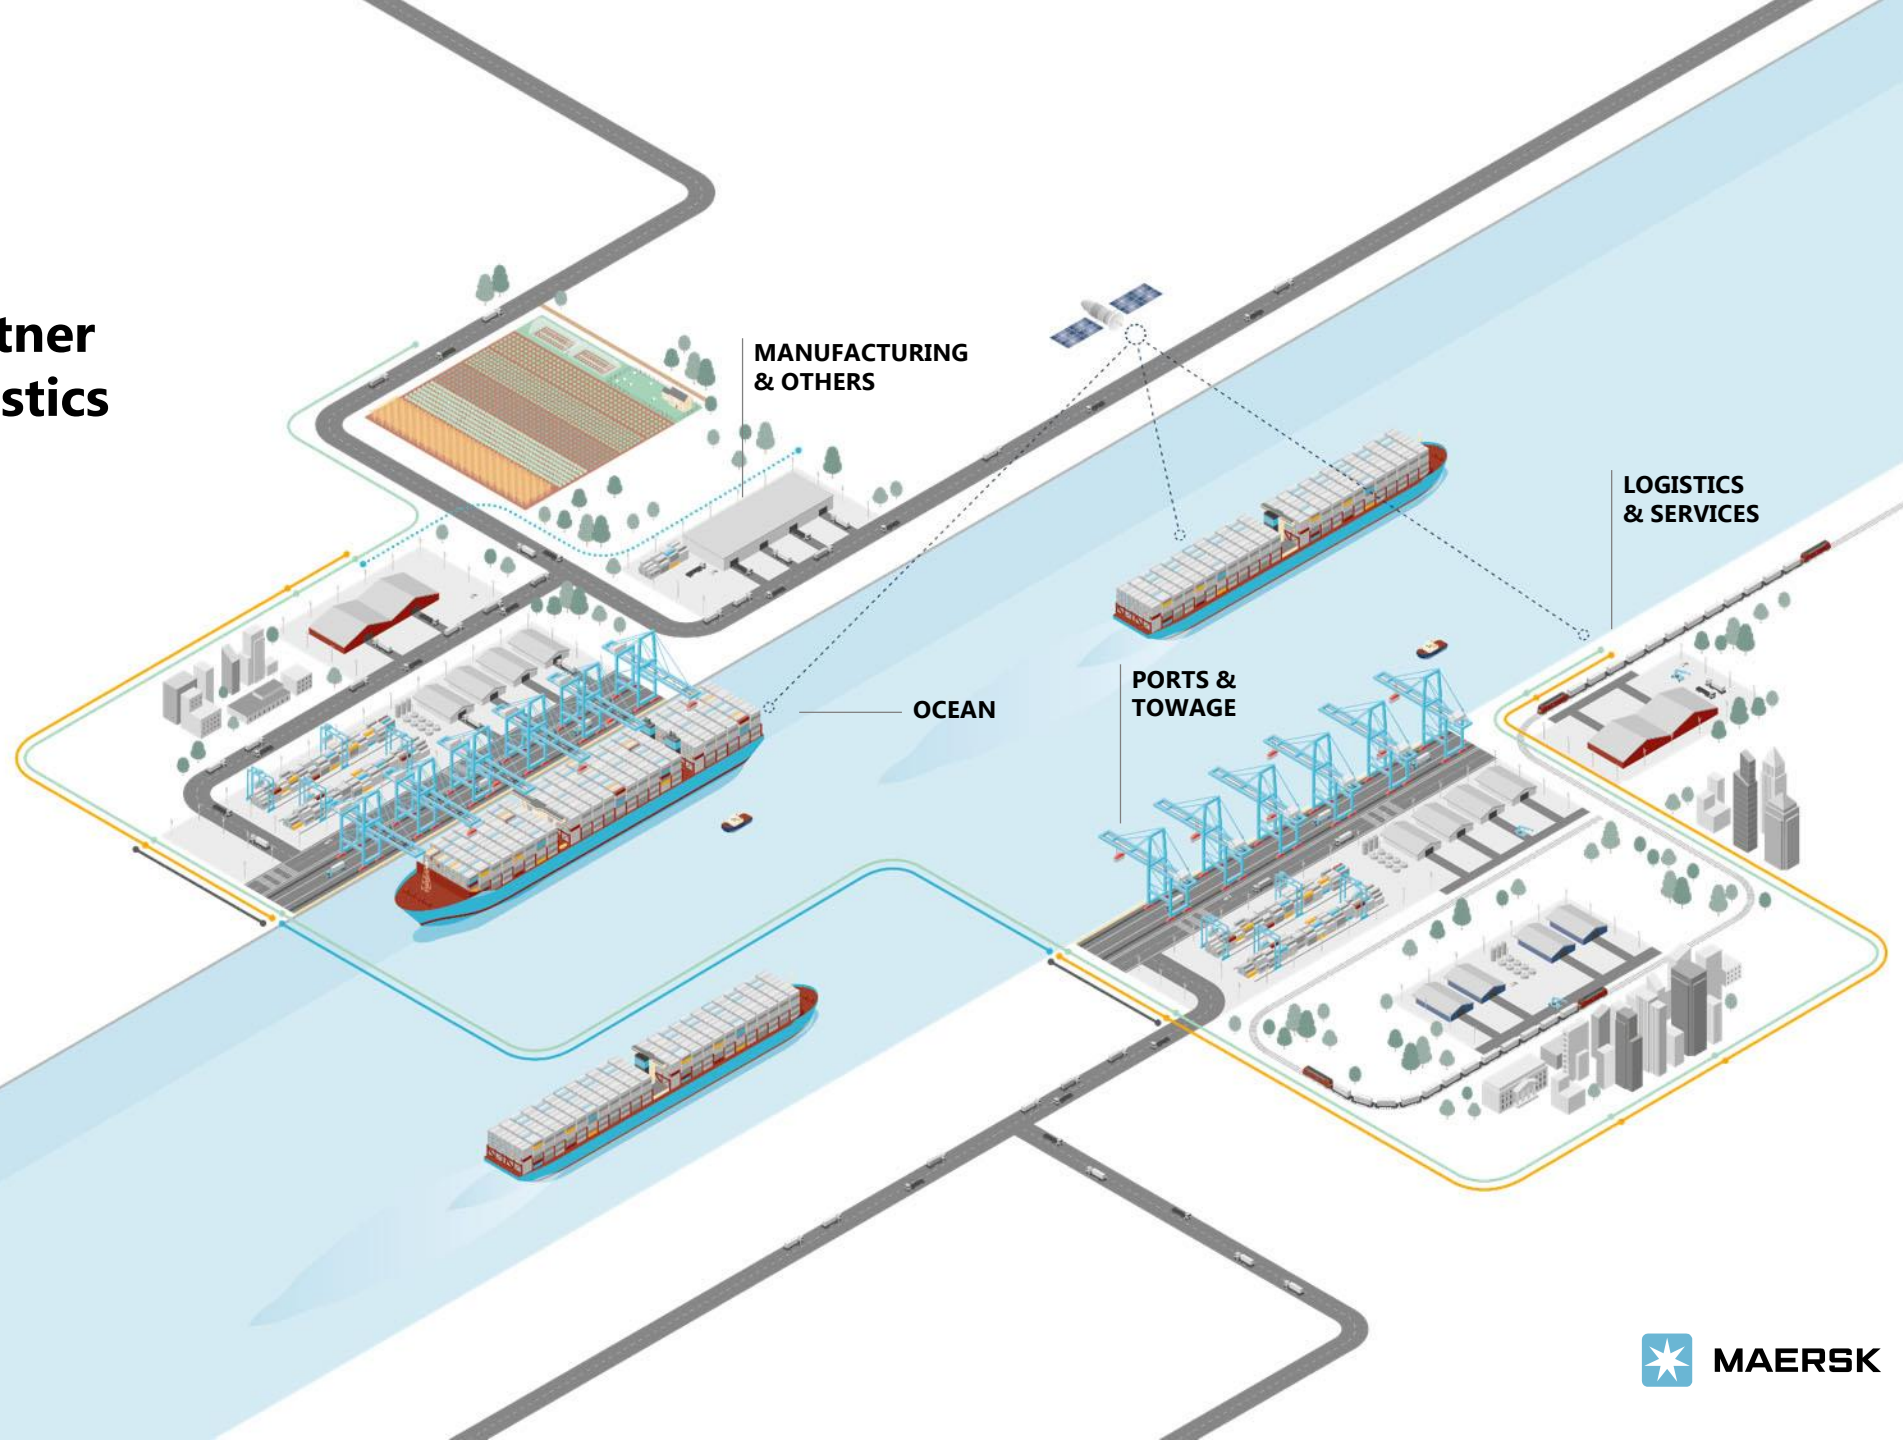 tner
stics
MANUFACTURING
& OTHERS
LOGISTICS
& SERVICES
PORTS &
TOWAGE
OCEAN
MAERSK